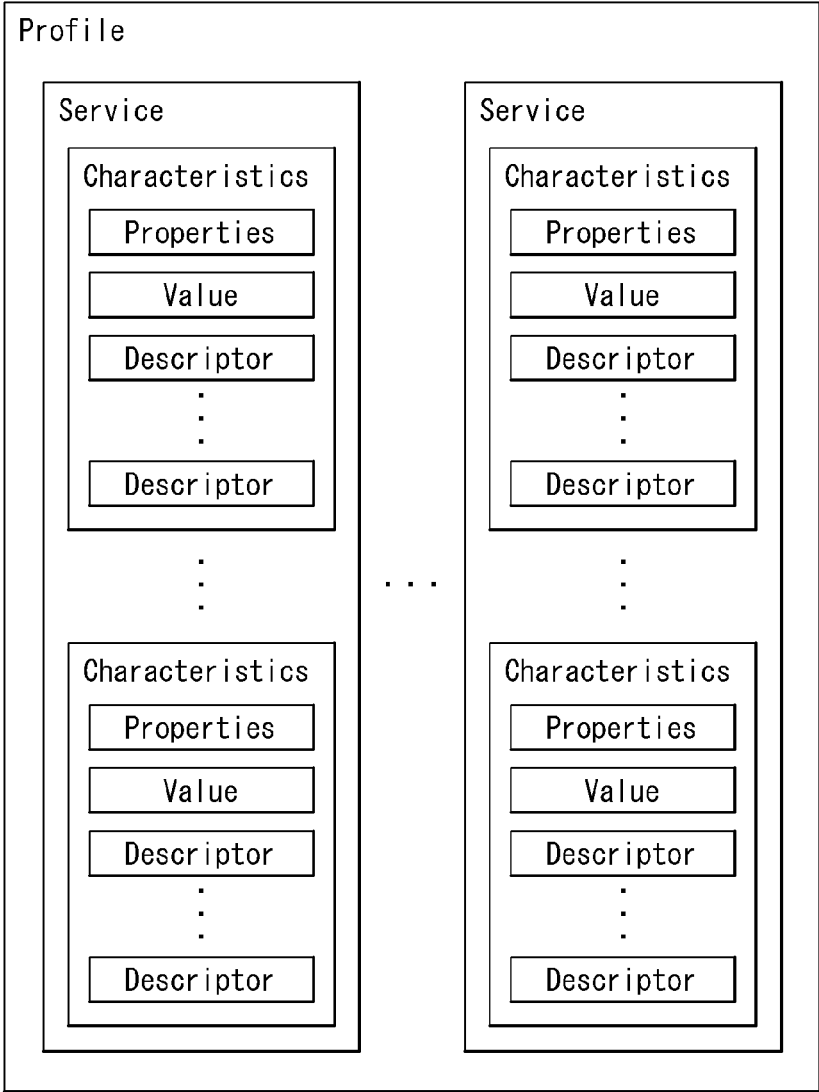 Profile
Service
Characteristics
Properties
Value
Descriptor
Descriptor
Characteristics
Properties
Value
Descriptor
Descriptor
...
Service
Characteristics
Properties
Value
Descriptor
Descriptor
Characteristics
Properties
Value
Descriptor
Descriptor